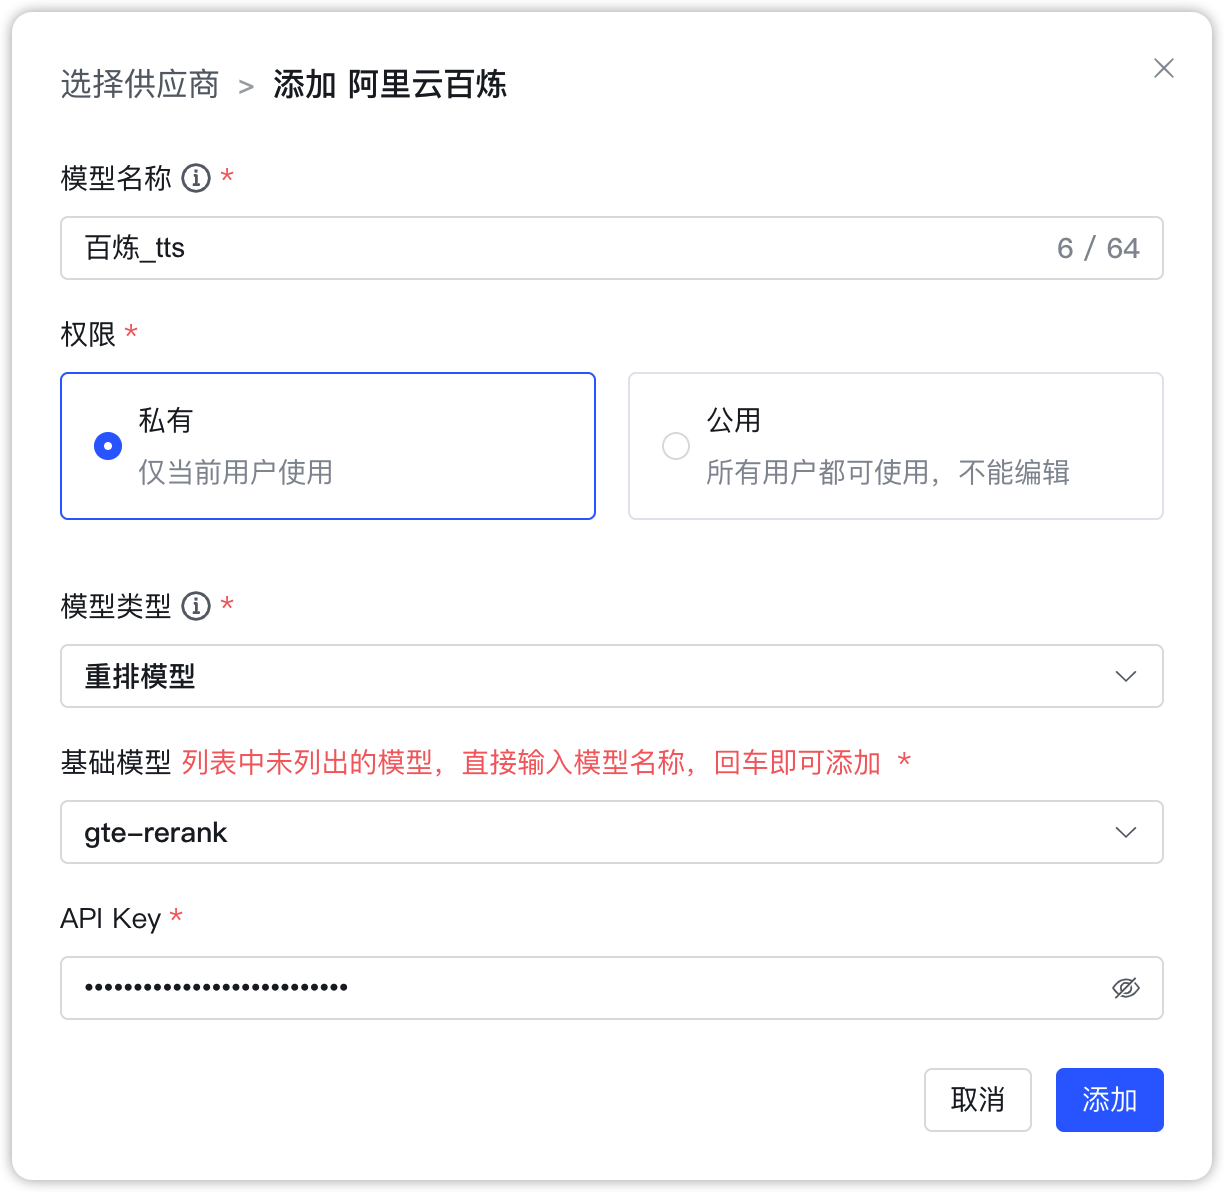 选择供应商 > 添加 阿里云百炼
模型名称 *
百炼_tts 6 / 64
权限 *
私有
仅当前用户使用
公用
所有用户都可使用，不能编辑
模型类型 *
重排模型
基础模型 列表中未列出的模型，直接输入模型名称，回车即可添加 *
gte-rerank
API Key *
•••••••••••••••••••••••••••
取消 添加